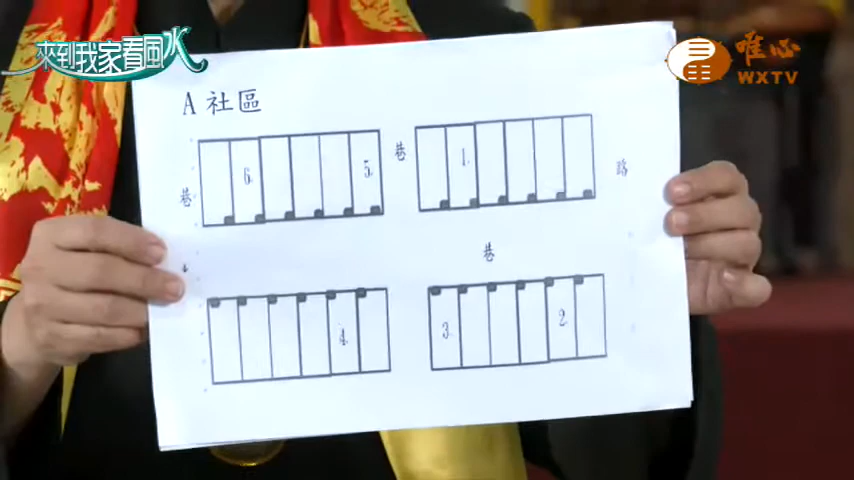 來到我家看風水
唯心
WXTV
A 社區
巷 6. 5. 巷 1. 路
巷
4. 3. 2.